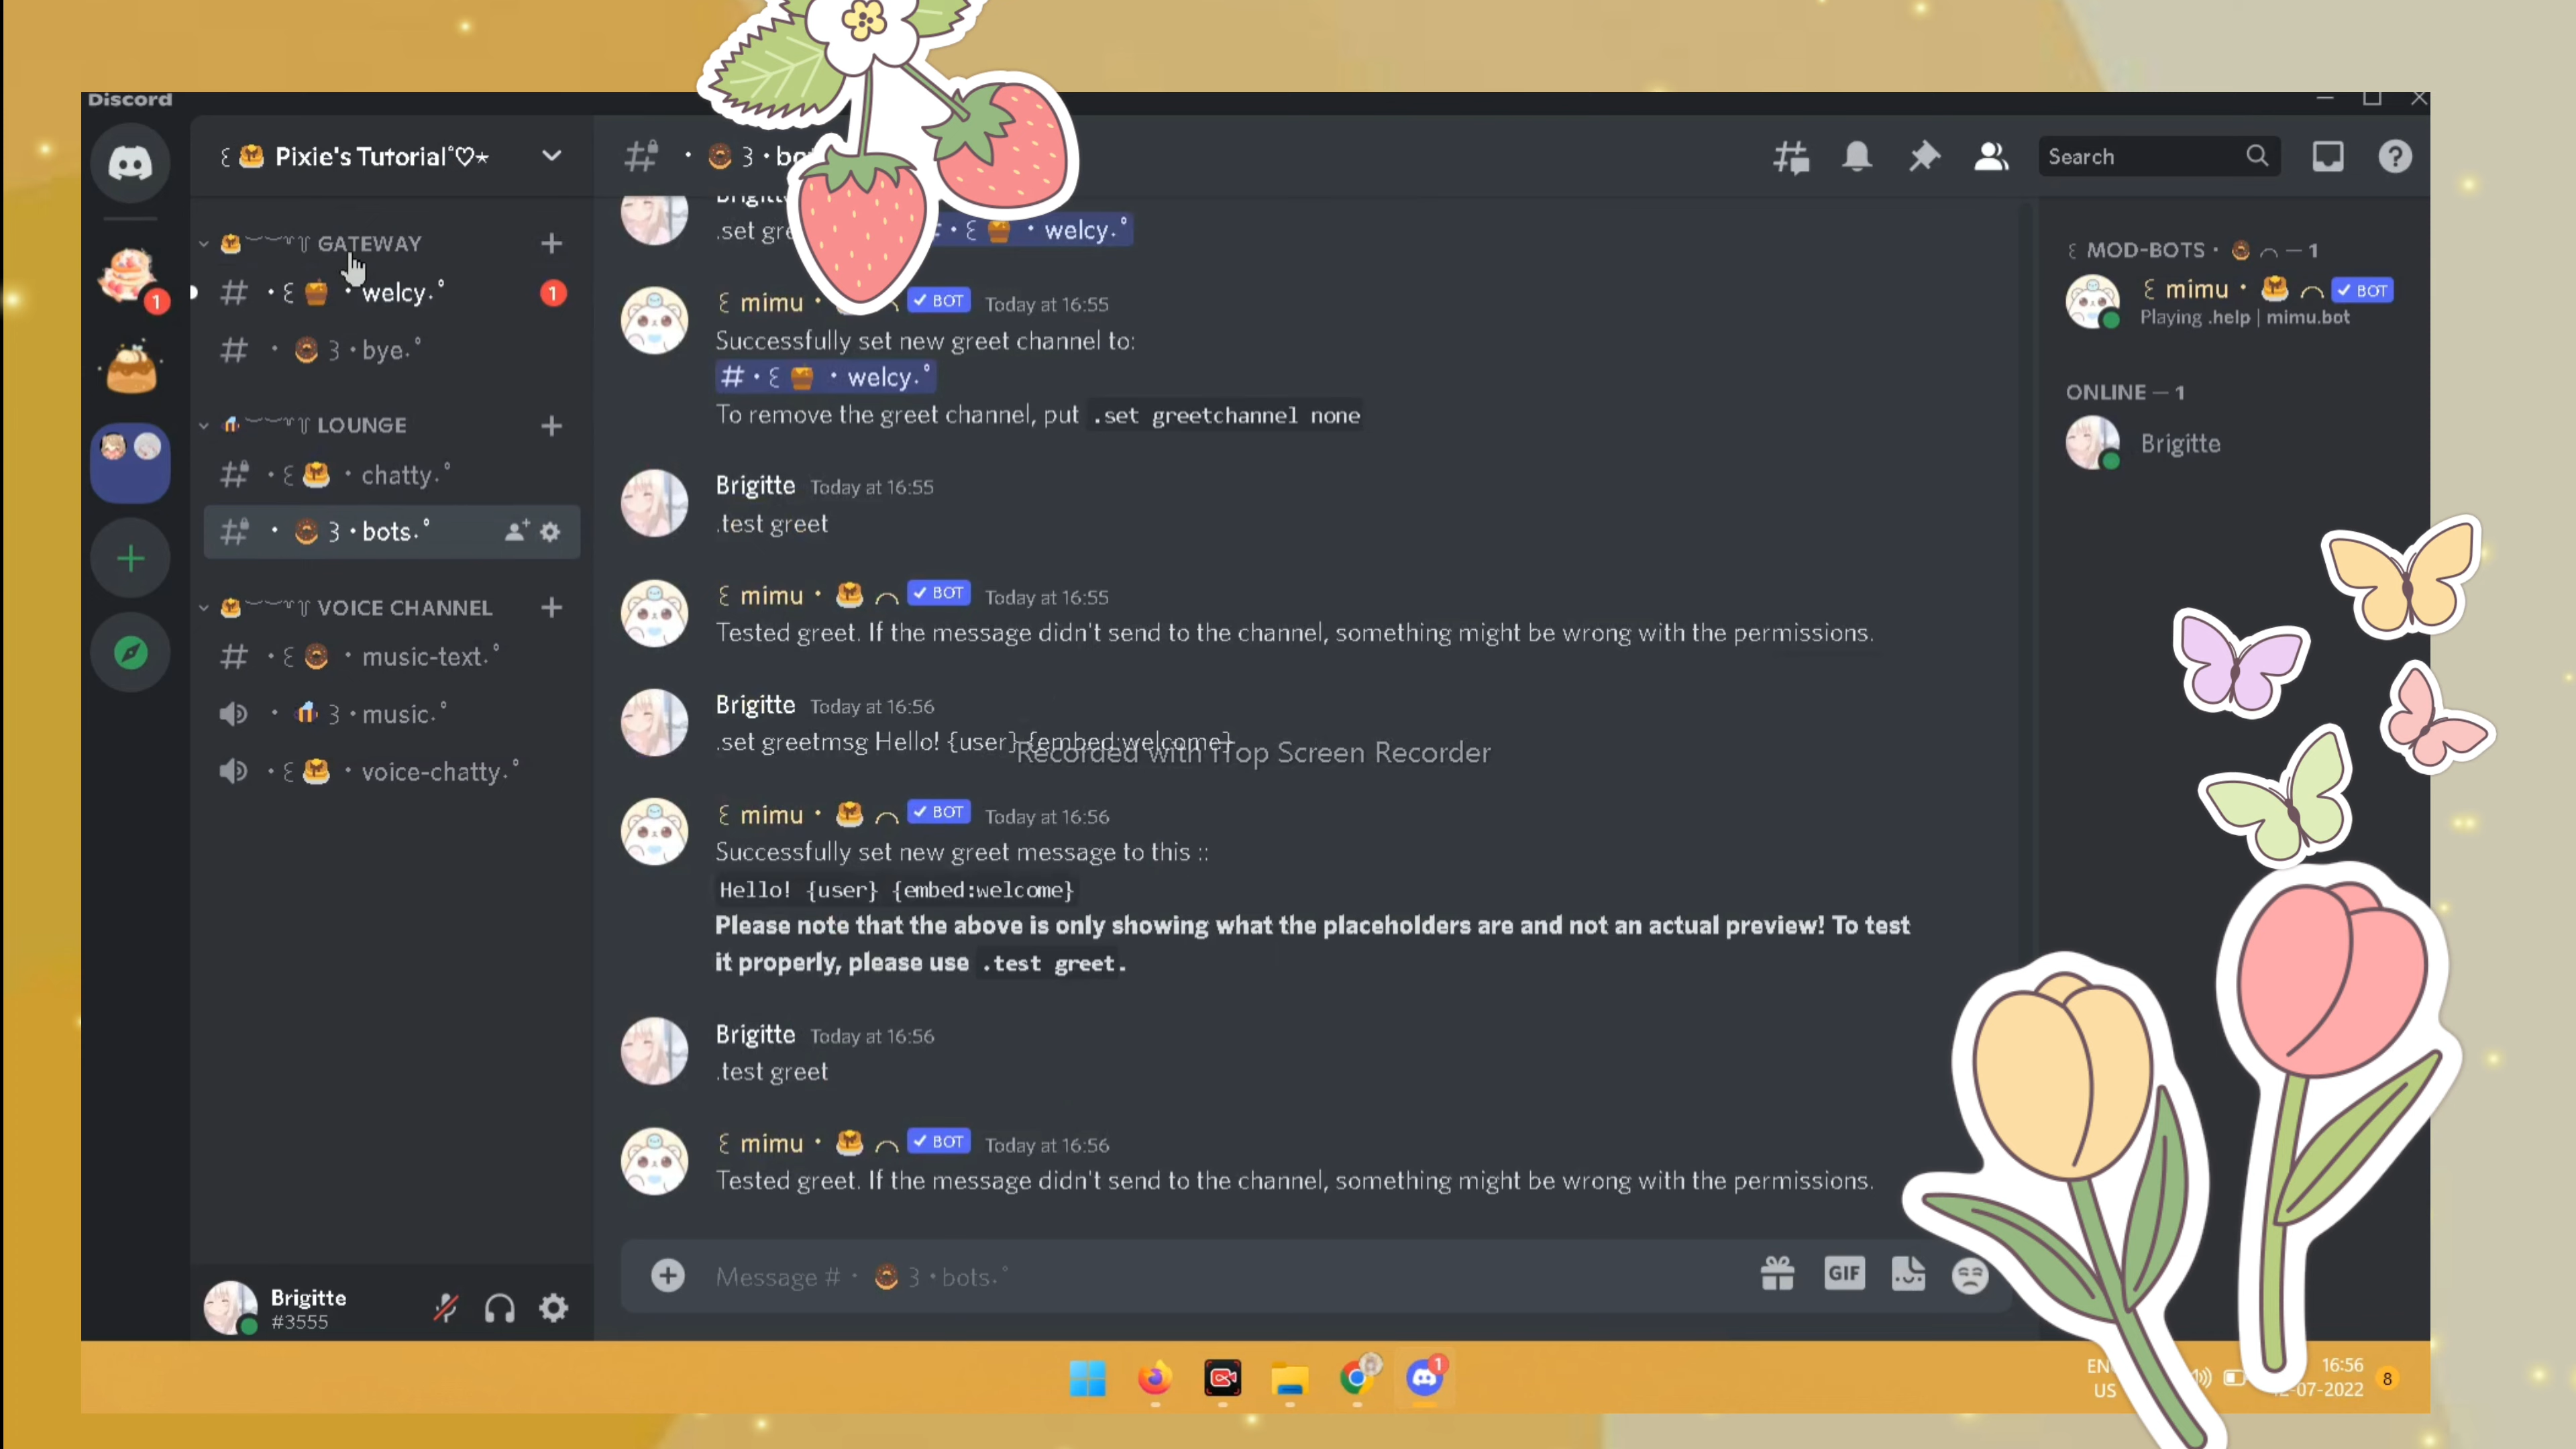 Discord
꒰ 🥞 Pixie's Tutorial˚♡⋆
🥞 GATEWAY
# ・꒰ 🍯 ・welcy.˚ 1
# ・ 🍩 ꒱・bye.˚
🐝 LOUNGE
# ・꒰ 🥞 ・chatty.˚
# ・ 🍩 ꒱・bots.˚
🥞 VOICE CHANNEL
# ・꒰ 🍩 ・music-text.˚
・ 🐝 ꒱・music.˚
・꒰ 🥞 ・voice-chatty.˚
1
Brigitte
#3555
# ・ 🍩 ꒱・
Search
.set #・꒰ 🍯 ・welcy.˚
꒰ mimu・ ✓ BOT Today at 16:55
Successfully set new greet channel to:
#・꒰ 🍯 ・welcy.˚
To remove the greet channel, put .set greetchannel none
Brigitte Today at 16:55
.test greet
꒰ mimu・🥞 ⌒ ✓ BOT Today at 16:55
Tested greet. If the message didn't send to the channel, something might be wrong with the permissions.
Brigitte Today at 16:56
.set greetmsg Hello! {user} {embed:welcome}
Recorded with iTop Screen Recorder
꒰ mimu・🥞 ⌒ ✓ BOT Today at 16:56
Successfully set new greet message to this ::
Hello! {user} {embed:welcome}
Please note that the above is only showing what the placeholders are and not an actual preview! To test
it properly, please use .test greet.
Brigitte Today at 16:56
.test greet
꒰ mimu・🥞 ⌒ ✓ BOT Today at 16:56
Tested greet. If the message didn't send to the channel, something might be wrong with the permissions.
Message #・ 🍩 ꒱・bots.˚
GIF
꒰ MOD-BOTS・ 🍩 ⌒ — 1
꒰ mimu・🥞 ⌒ ✓ BOT
Playing .help | mimu.bot
ONLINE — 1
Brigitte
1
EN
US
16:56
-07-2022
8